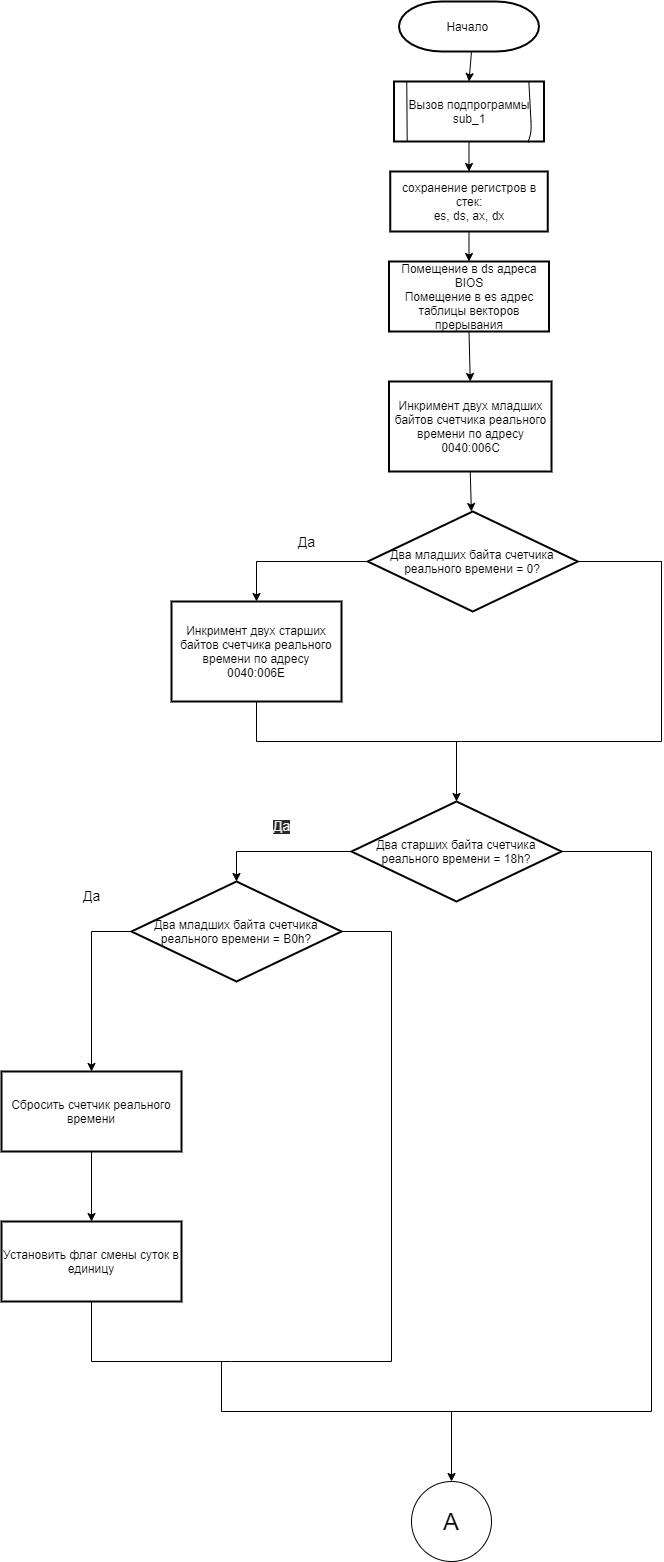 Начало
Вызов подпрограммы
sub_1
сохранение регистров в
стек:
es, ds, ax, dx
Помещение в ds адреса
BIOS
Помещение в es адрес
таблицы векторов
прерывания
Инкримент двух младших
байтов счетчика реального
времени по адресу
0040:006C
Да
Два младших байта счетчика
реального времени = 0?
Инкримент двух старших
байтов счетчика реального
времени по адресу
0040:006E
Да
Два старших байта счетчика
реального времени = 18h?
Да
Два младших байта счетчика
реального времени = B0h?
Сбросить счетчик реального
времени
Установить флаг смены суток в
единицу
A